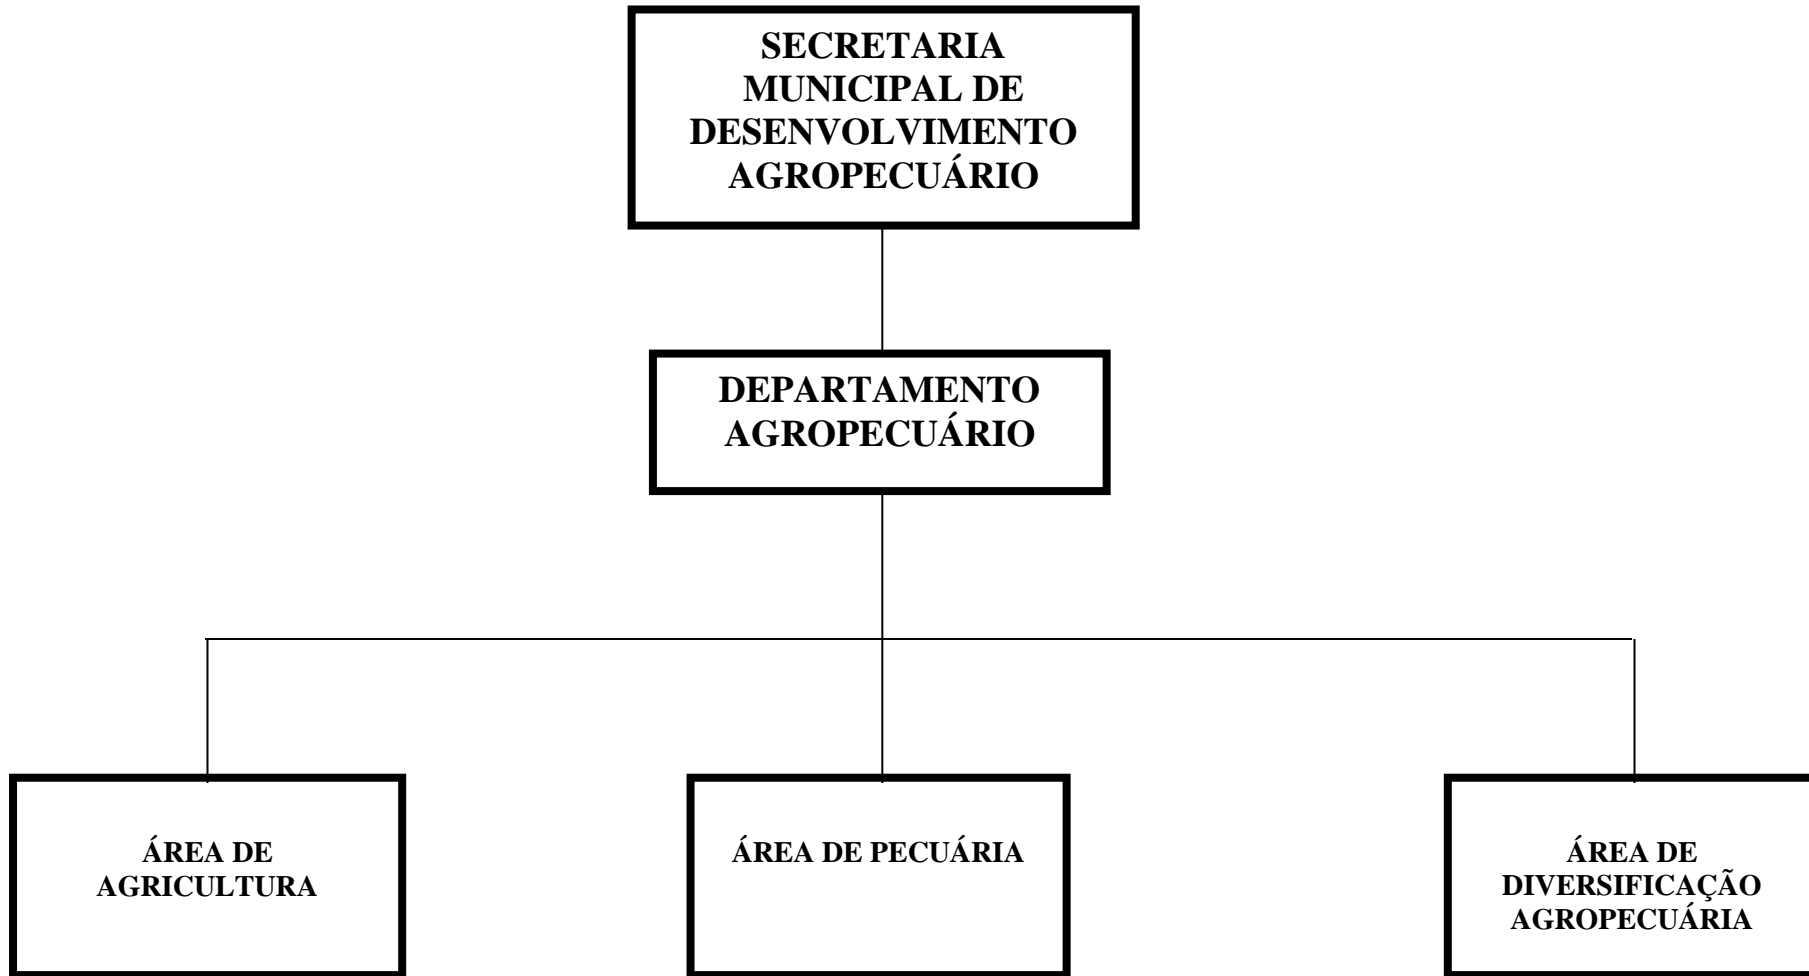 SECRETARIA
MUNICIPAL DE
DESENVOLVIMENTO
AGROPECUÁRIO
DEPARTAMENTO
AGROPECUÁRIO
ÁREA DE
AGRICULTURA
ÁREA DE PECUÁRIA
ÁREA DE
DIVERSIFICAÇÃO
AGROPECUÁRIA